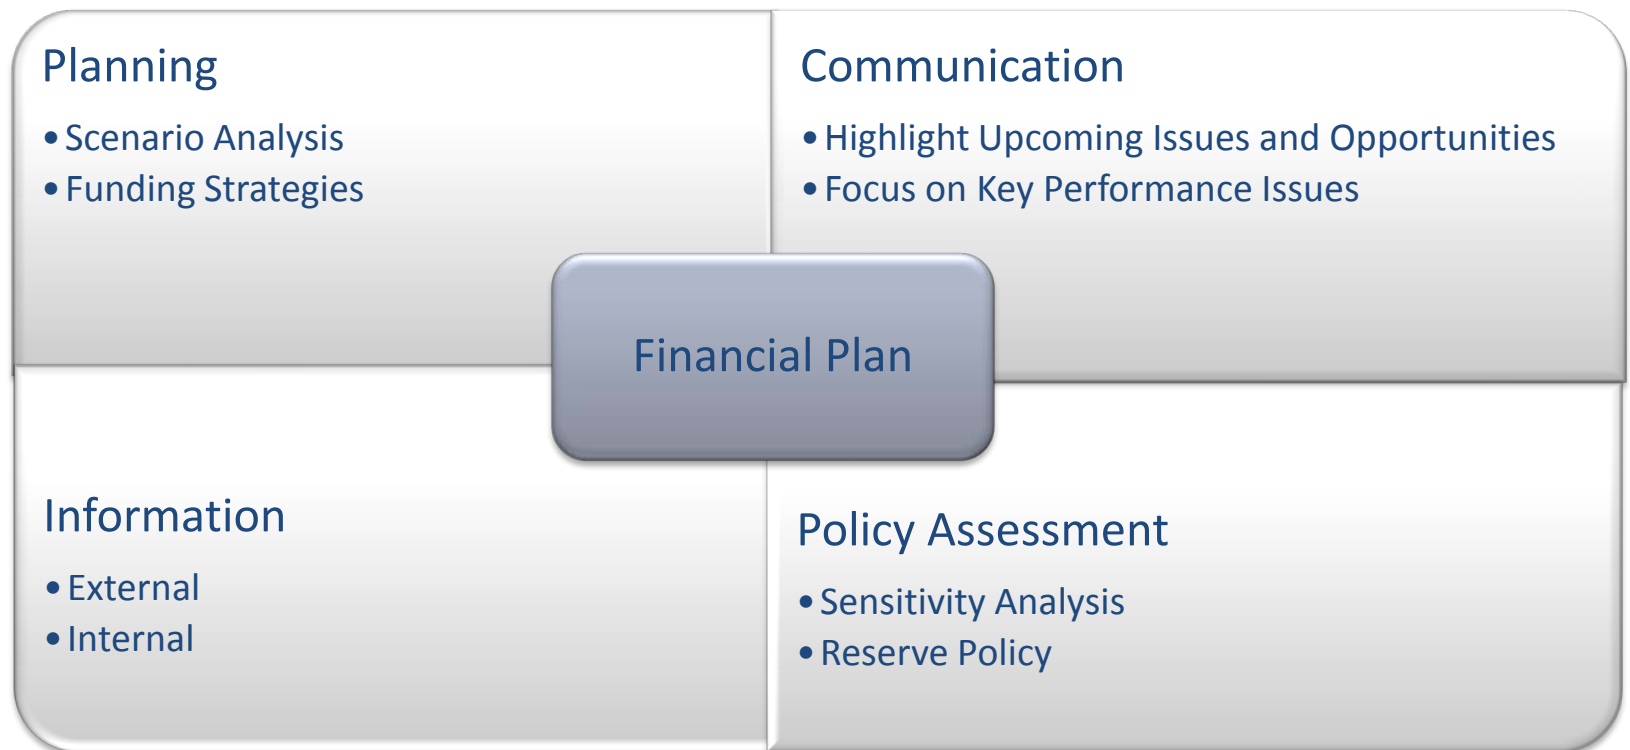 Planning
• Scenario Analysis
• Funding Strategies
Communication
• Highlight Upcoming Issues and Opportunities
• Focus on Key Performance Issues
Financial Plan
Information
• External
• Internal
Policy Assessment
• Sensitivity Analysis
• Reserve Policy